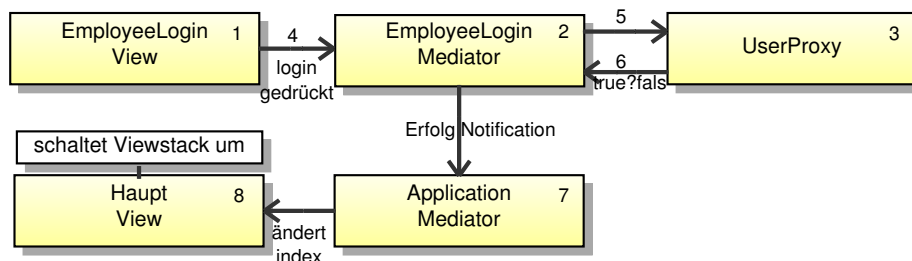 EmployeeLogin
View
1
4
login
gedrückt
EmployeeLogin
Mediator
2
5
6
true?fals
UserProxy
3
Erfolg Notification
schaltet Viewstack um
Haupt
View
8
ändert
index
Application
Mediator
7